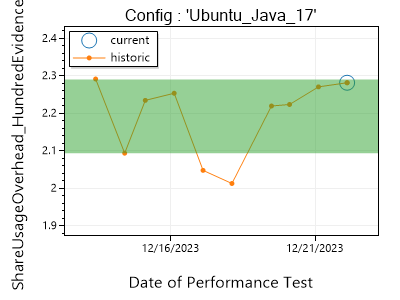 Config : 'Ubuntu_Java_17'
current
historic
2.4
2.3
2.2
2.1
2
1.9
ShareUsageOverhead_HundredEvidence
12/16/2023
12/21/2023
Date of Performance Test